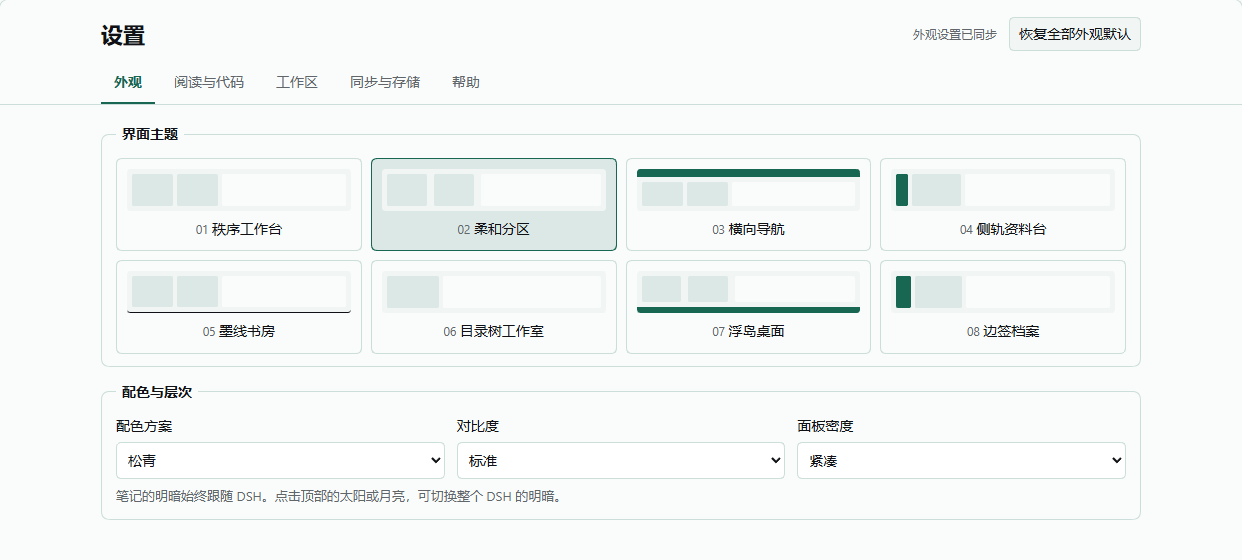 设置
外观设置已同步 恢复全部外观默认
外观 阅读与代码 工作区 同步与存储 帮助
界面主题
01 秩序工作台 02 柔和分区 03 横向导航 04 侧轨资料台
05 墨线书房 06 目录树工作室 07 浮岛桌面 08 边签档案
配色与层次
配色方案 对比度 面板密度
松青 标准 紧凑
笔记的明暗始终跟随 DSH。点击顶部的太阳或月亮，可切换整个 DSH 的明暗。